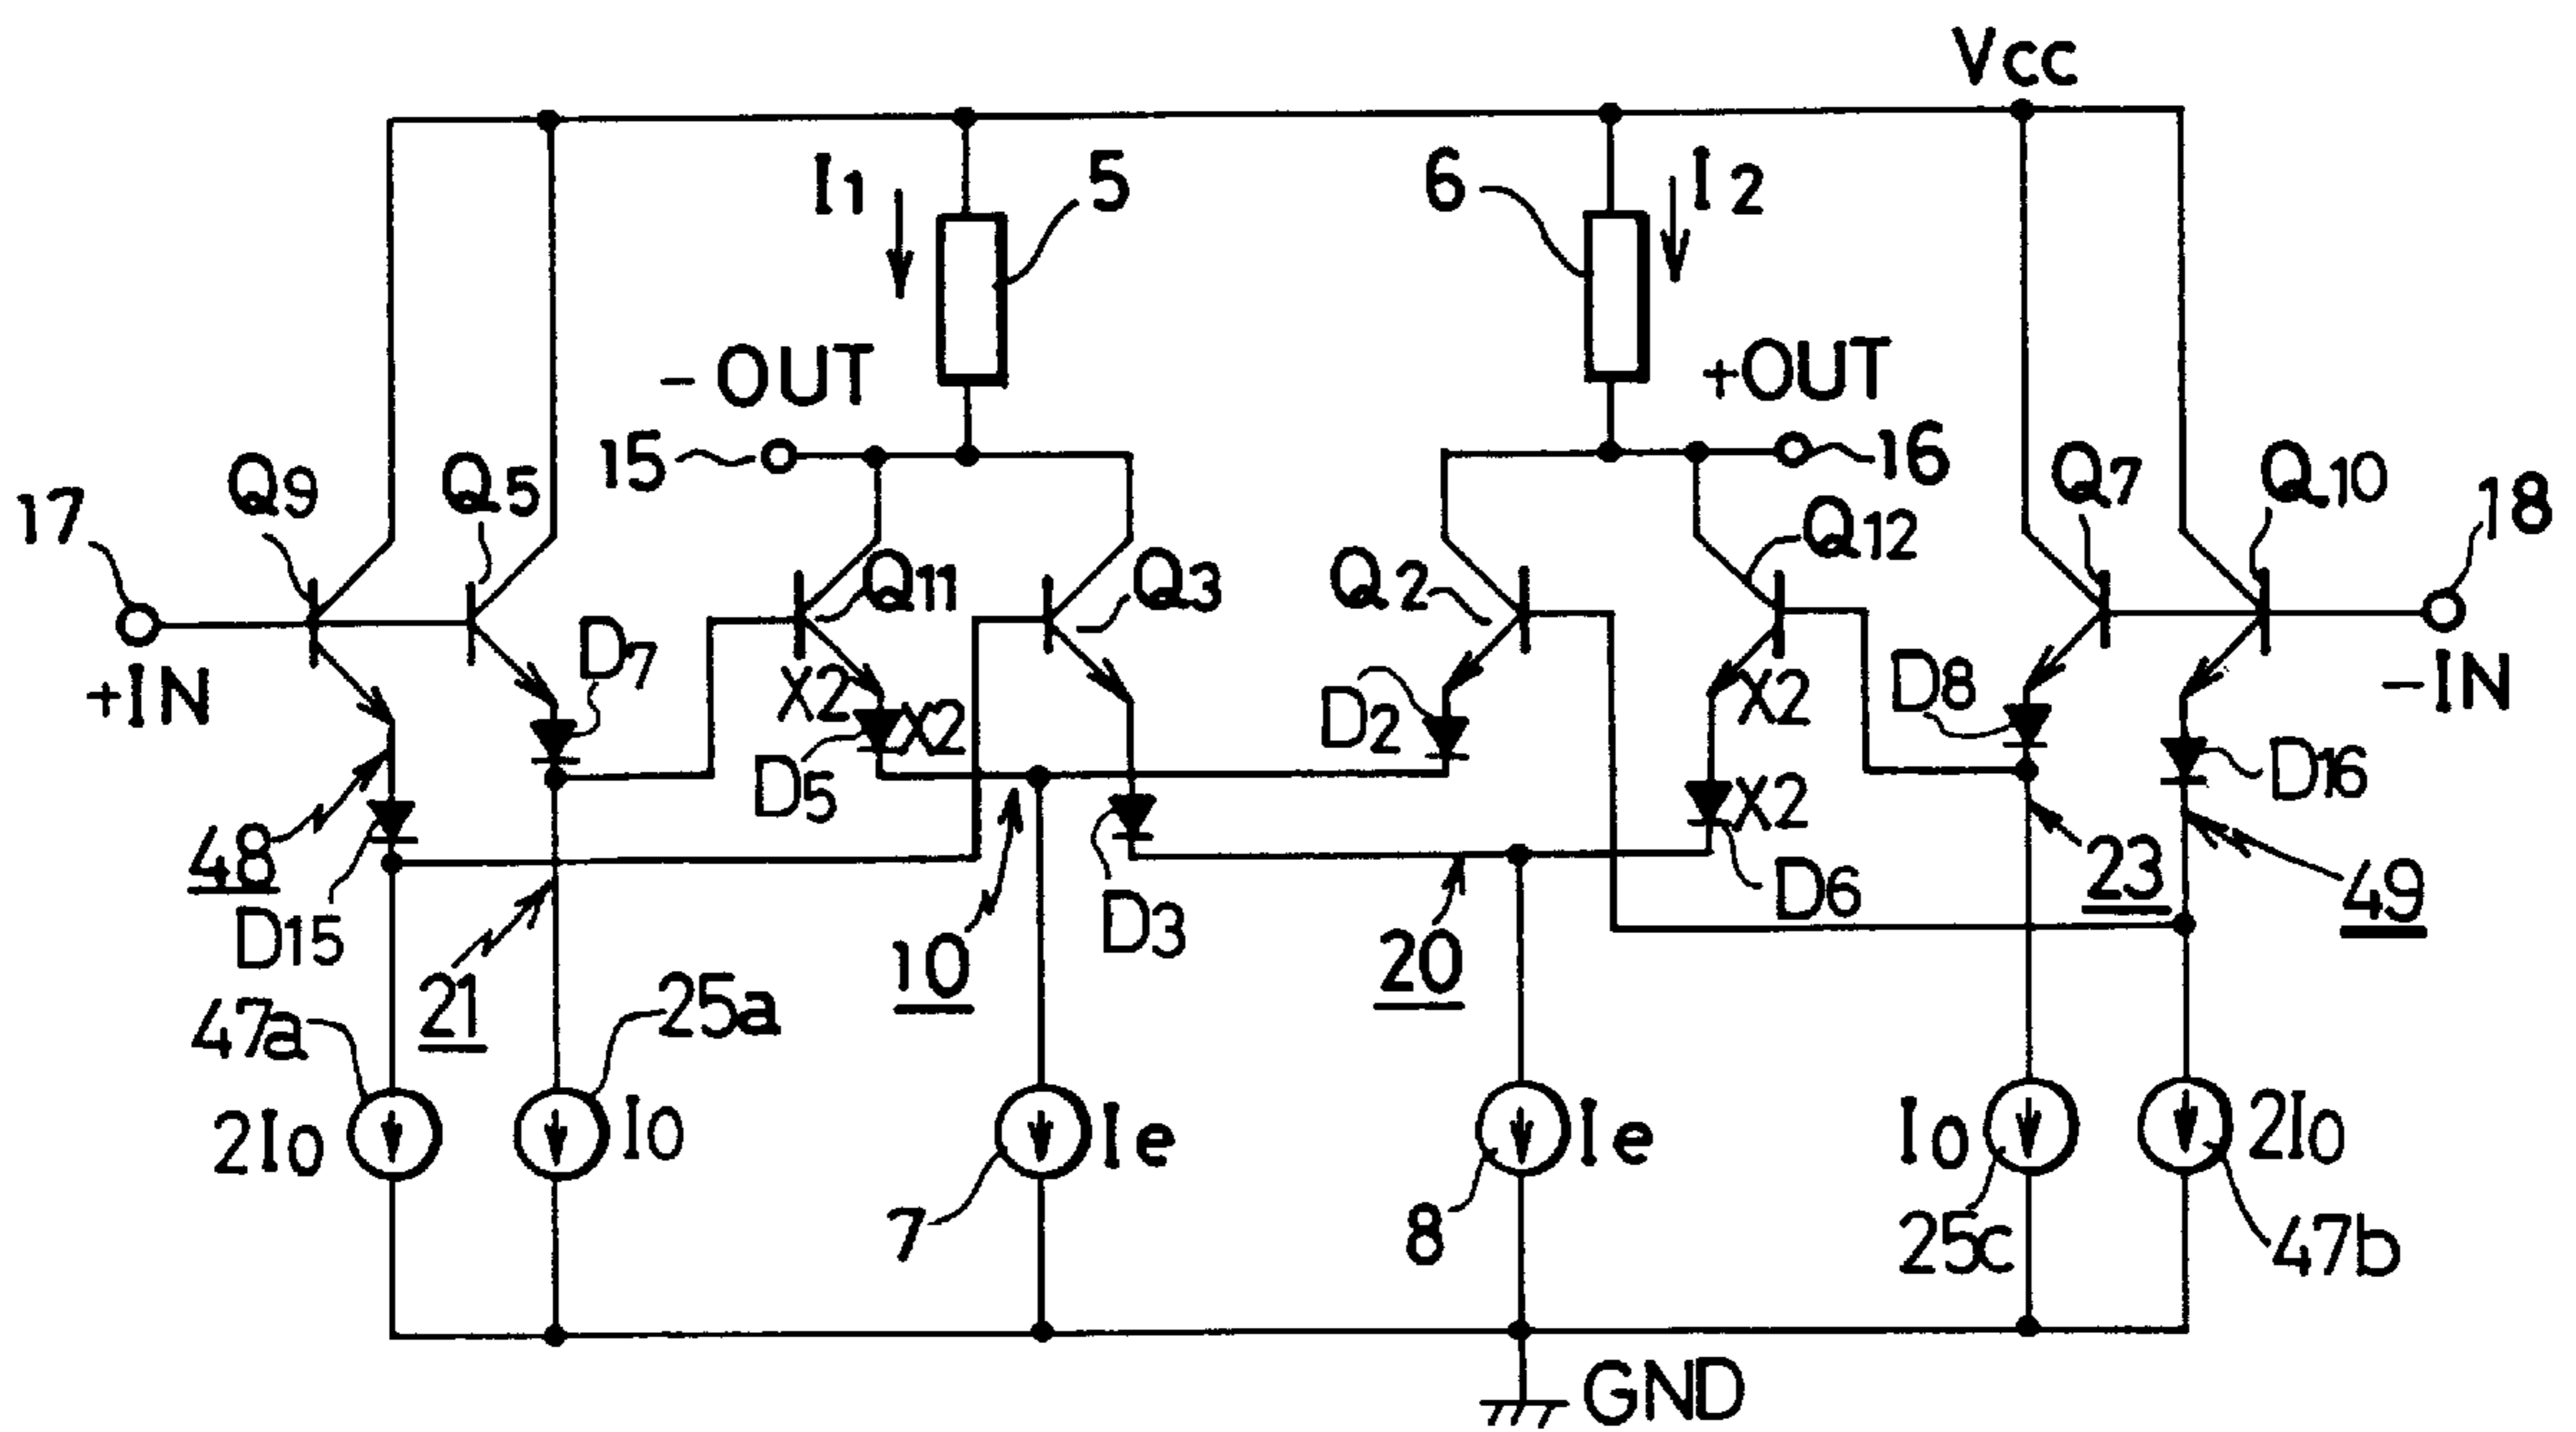 Vcc
I1
5
6
I2
-OUT
+OUT
15
16
Q9
Q5
Q7
Q10
17
18
Q11
Q3
Q2
Q12
+IN
D7
X2
X2
D2
X2
D8
-IN
D5
X2
D16
48
D15
D3
D6
23
49
21
10
20
47a
25a
2I0
I0
Ie
Ie
I0
2I0
7
8
25c
47b
GND